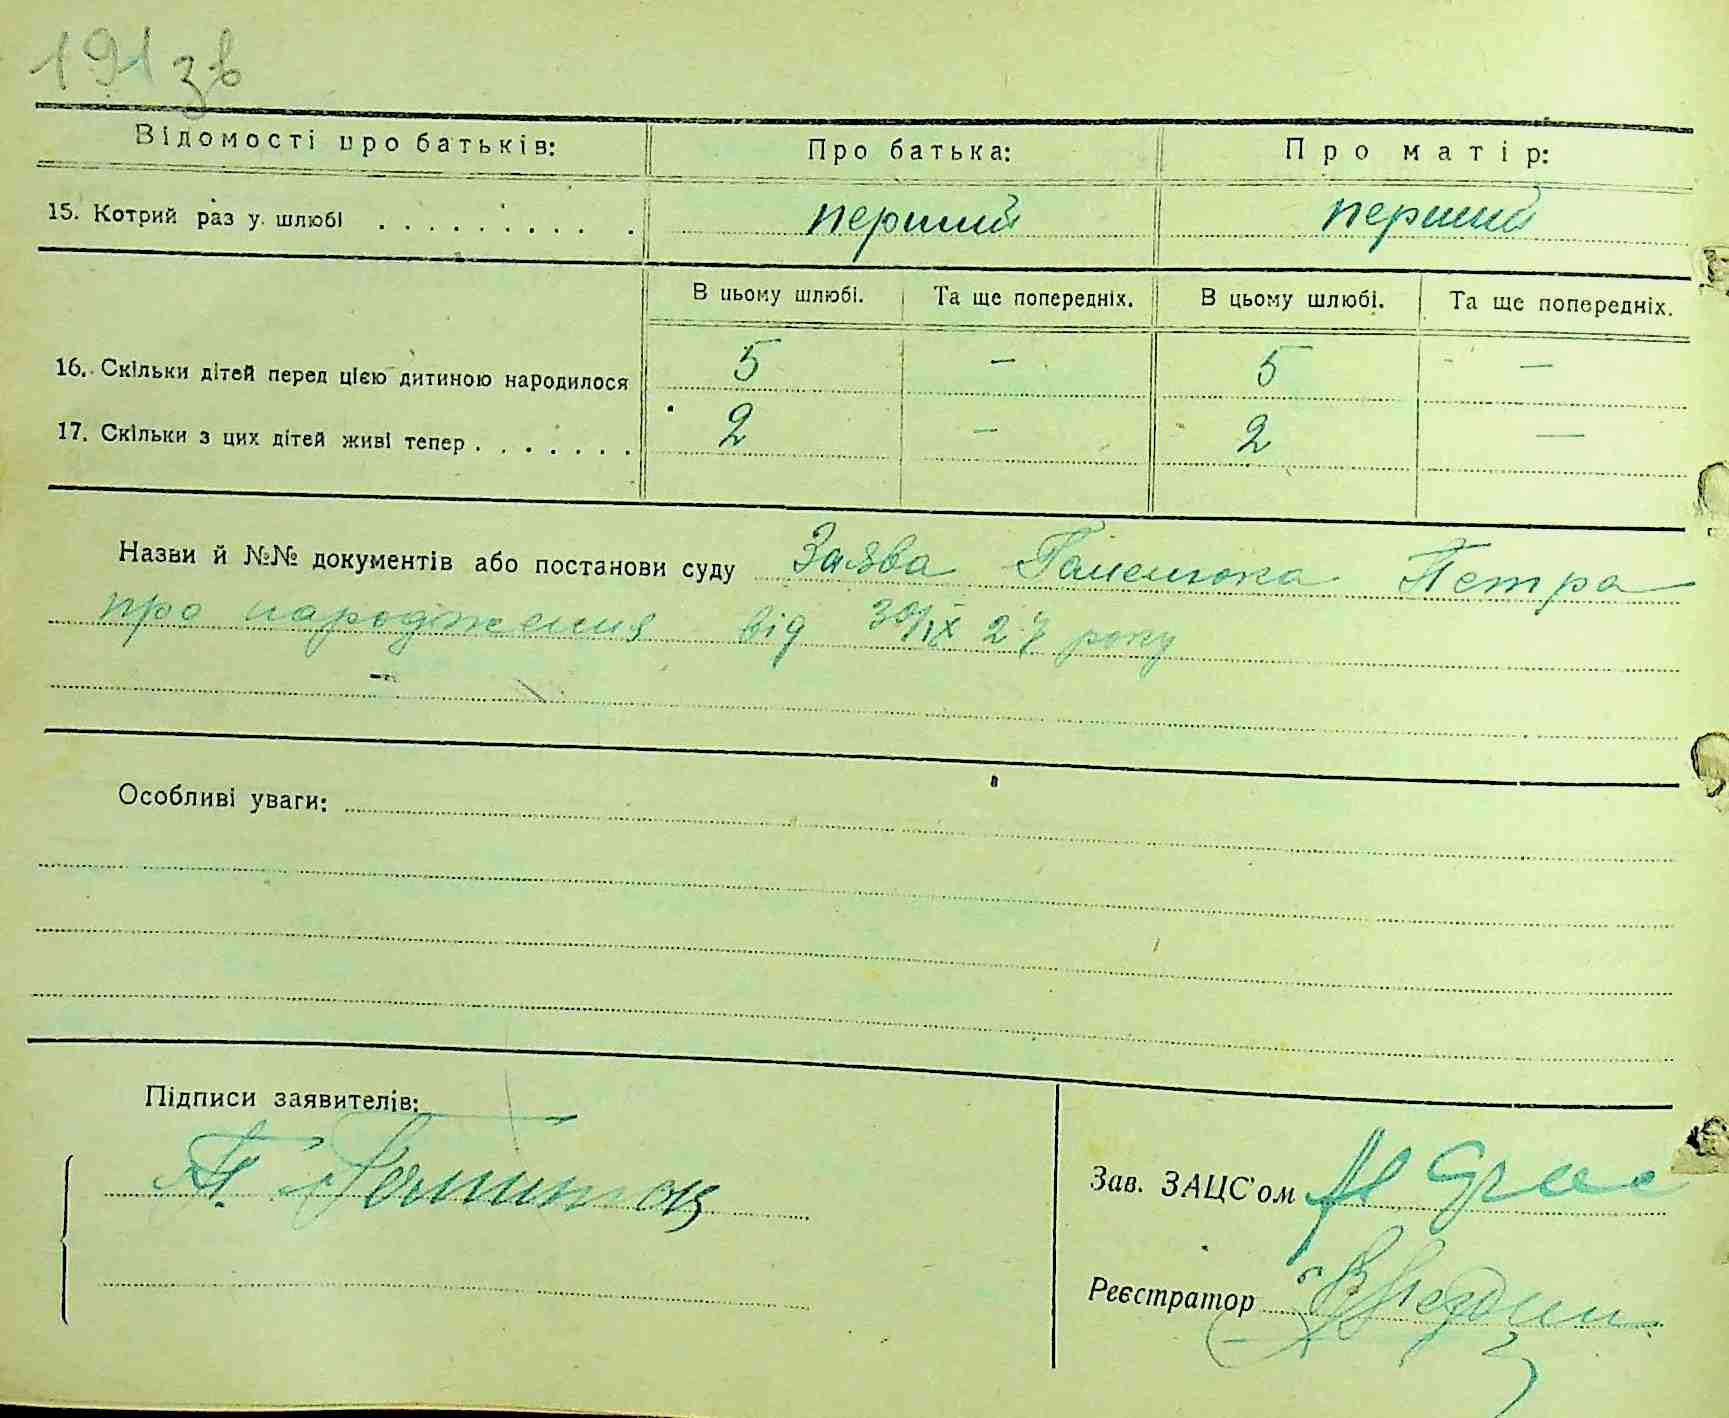 191 зв
Відомості про батьків: Про батька: Про матір:
15. Котрий раз у шлюбі . . . . . . . . . . перший перший
В цьому шлюбі. Та ще попередніх. В цьому шлюбі. Та ще попередніх.
16. Скільки дітей перед цією дитиною народилося 5 — 5 —
17. Скільки з цих дітей живі тепер . . . . . . . 2 — 2 —
Назви й №№ документів або постанови суду Заява Петра
про народження від 30/IX 27 року
Особливі уваги:
Підписи заявителів:
Зав. ЗАЦС'ом
Реєстратор